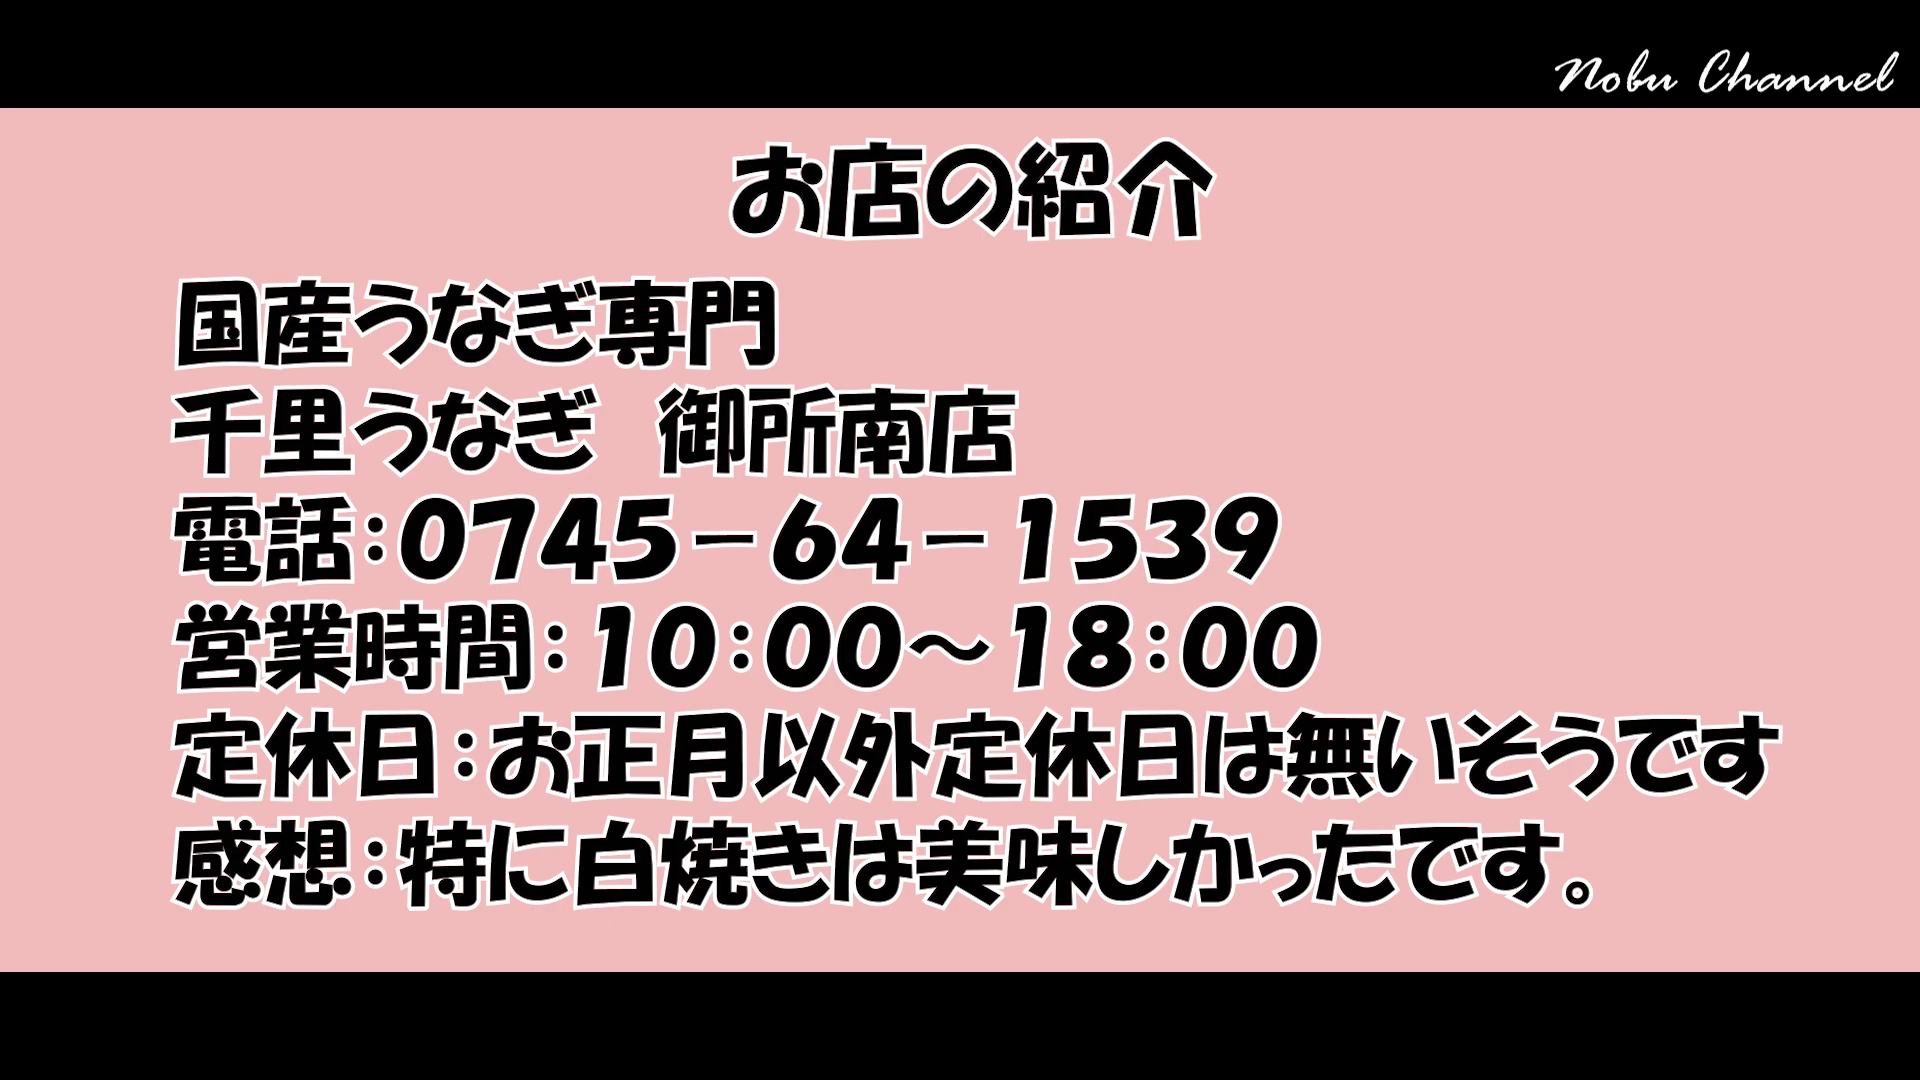 Nobu Channel
お店の紹介
国産うなぎ専門
千里うなぎ　御所南店
電話：0745－64－1539
営業時間：10：00～18：00
定休日：お正月以外定休日は無いそうです
感想：特に白焼きは美味しかったです。